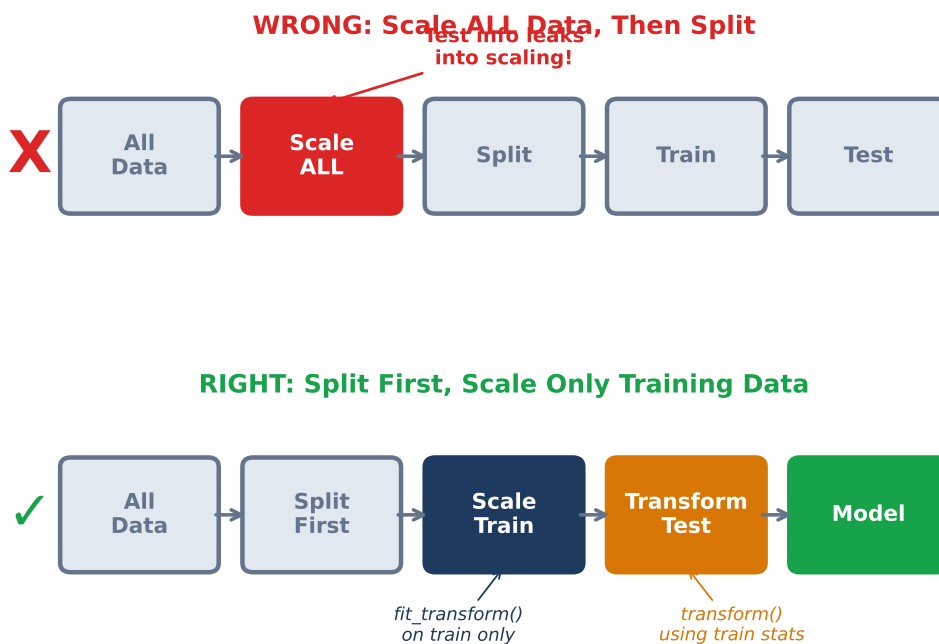 WRONG: Scale ALL Data, Then Split
Test info leaks
into scaling!
X
All
Data
Scale
ALL
Split
Train
Test
RIGHT: Split First, Scale Only Training Data
✓
All
Data
Split
First
Scale
Train
Transform
Test
Model
fit_transform()
on train only
transform()
using train stats